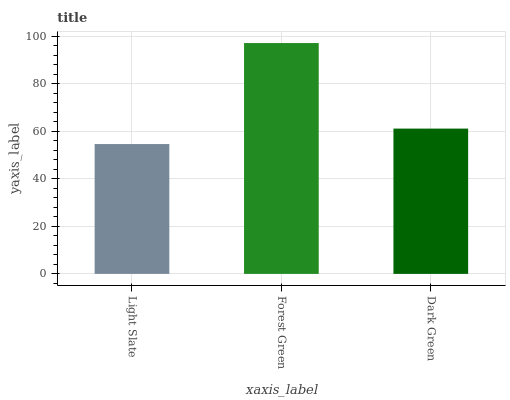 title
yaxis_label
100
80
60
40
20
0
Light Slate
Forest Green
Dark Green
xaxis_label